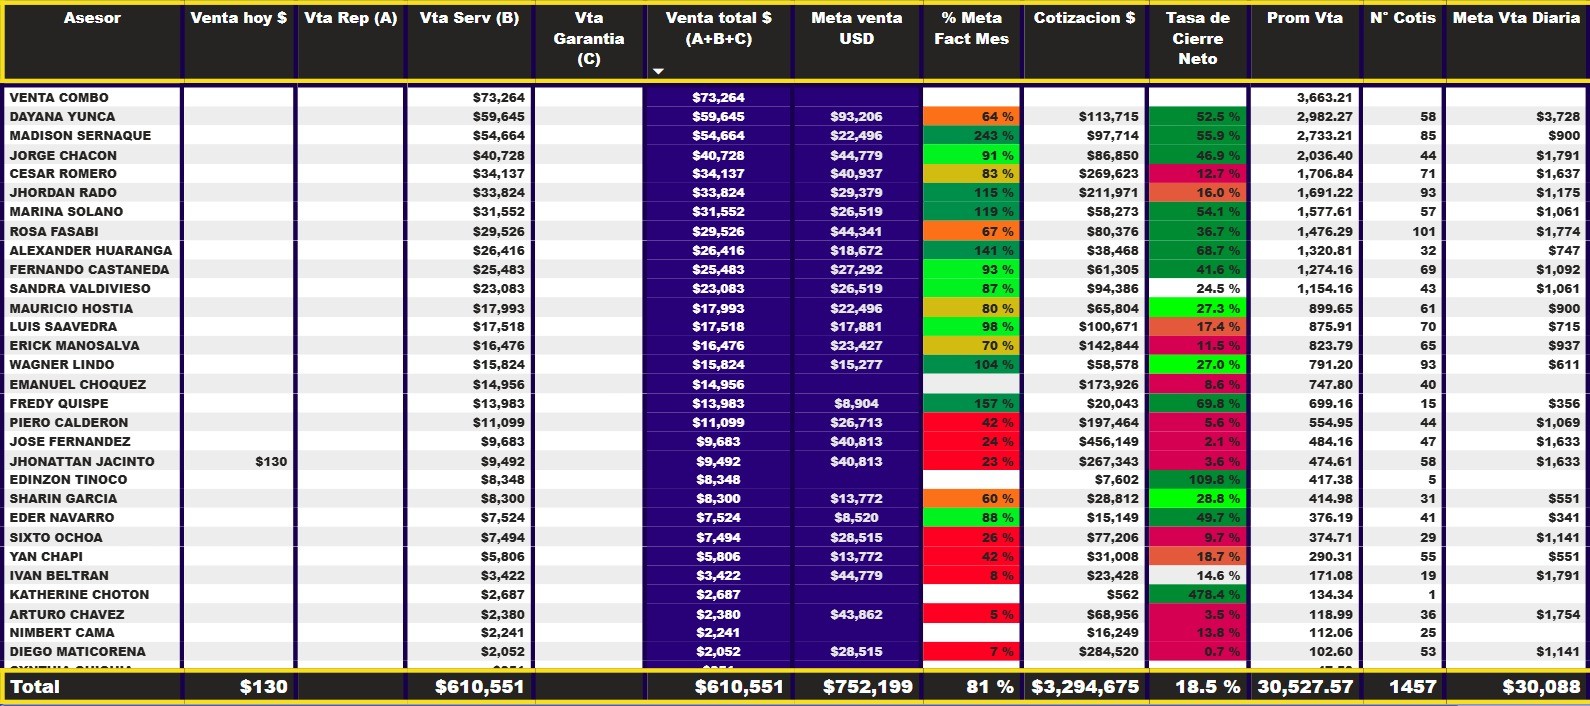 Asesor Venta hoy $ Vta Rep (A) Vta Serv (B) Vta Garantia (C) Venta total $ (A+B+C) Meta venta USD % Meta Fact Mes Cotizacion $ Tasa de Cierre Neto Prom Vta N° Cotis Meta Vta Diaria
VENTA COMBO $73,264 $73,264 3,663.21
DAYANA YUNCA $59,645 $59,645 $93,206 64 % $113,715 52.5 % 2,982.27 58 $3,728
MADISON SERNAQUE $54,664 $54,664 $22,496 243 % $97,714 55.9 % 2,733.21 85 $900
JORGE CHACON $40,728 $40,728 $44,779 91 % $86,850 46.9 % 2,036.40 44 $1,791
CESAR ROMERO $34,137 $34,137 $40,937 83 % $269,623 12.7 % 1,706.84 71 $1,637
JHORDAN RADO $33,824 $33,824 $29,379 115 % $211,971 16.0 % 1,691.22 93 $1,175
MARINA SOLANO $31,552 $31,552 $26,519 119 % $58,273 54.1 % 1,577.61 57 $1,061
ROSA FASABI $29,526 $29,526 $44,341 67 % $80,376 36.7 % 1,476.29 101 $1,774
ALEXANDER HUARANGA $26,416 $26,416 $18,672 141 % $38,468 68.7 % 1,320.81 32 $747
FERNANDO CASTANEDA $25,483 $25,483 $27,292 93 % $61,305 41.6 % 1,274.16 69 $1,092
SANDRA VALDIVIESO $23,083 $23,083 $26,519 87 % $94,386 24.5 % 1,154.16 43 $1,061
MAURICIO HOSTIA $17,993 $17,993 $22,496 80 % $65,804 27.3 % 899.65 61 $900
LUIS SAAVEDRA $17,518 $17,518 $17,881 98 % $100,671 17.4 % 875.91 70 $715
ERICK MANOSALVA $16,476 $16,476 $23,427 70 % $142,844 11.5 % 823.79 65 $937
WAGNER LINDO $15,824 $15,824 $15,277 104 % $58,578 27.0 % 791.20 93 $611
EMANUEL CHOQUEZ $14,956 $14,956 $173,926 8.6 % 747.80 40
FREDY QUISPE $13,983 $13,983 $8,904 157 % $20,043 69.8 % 699.16 15 $356
PIERO CALDERON $11,099 $11,099 $26,713 42 % $197,464 5.6 % 554.95 44 $1,069
JOSE FERNANDEZ $9,683 $9,683 $40,813 24 % $456,149 2.1 % 484.16 47 $1,633
JHONATTAN JACINTO $130 $9,492 $9,492 $40,813 23 % $267,343 3.6 % 474.61 58 $1,633
EDINZON TINOCO $8,348 $8,348 $7,602 109.8 % 417.38 5
SHARIN GARCIA $8,300 $8,300 $13,772 60 % $28,812 28.8 % 414.98 31 $551
EDER NAVARRO $7,524 $7,524 $8,520 88 % $15,149 49.7 % 376.19 41 $341
SIXTO OCHOA $7,494 $7,494 $28,515 26 % $77,206 9.7 % 374.71 29 $1,141
YAN CHAPI $5,806 $5,806 $13,772 42 % $31,008 18.7 % 290.31 55 $551
IVAN BELTRAN $3,422 $3,422 $44,779 8 % $23,428 14.6 % 171.08 19 $1,791
KATHERINE CHOTON $2,687 $2,687 $562 478.4 % 134.34 1
ARTURO CHAVEZ $2,380 $2,380 $43,862 5 % $68,956 3.5 % 118.99 36 $1,754
NIMBERT CAMA $2,241 $2,241 $16,249 13.8 % 112.06 25
DIEGO MATICORENA $2,052 $2,052 $28,515 7 % $284,520 0.7 % 102.60 53 $1,141
Total $130 $610,551 $610,551 $752,199 81 % $3,294,675 18.5 % 30,527.57 1457 $30,088